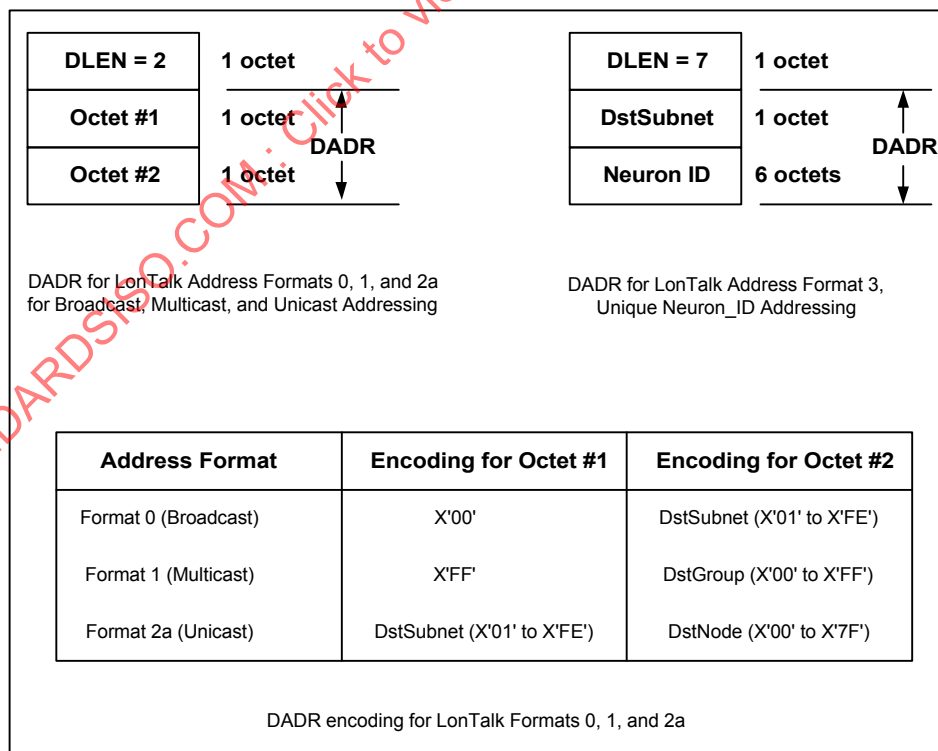 DLEN = 2 1 octet
Octet #1 1 octet
DADR
Octet #2 1 octet
DADR for LonTalk Address Formats 0, 1, and 2a
for Broadcast, Multicast, and Unicast Addressing
DLEN = 7 1 octet
DstSubnet 1 octet
DADR
Neuron ID 6 octets
DADR for LonTalk Address Format 3,
Unique Neuron_ID Addressing
Address Format Encoding for Octet #1 Encoding for Octet #2
Format 0 (Broadcast) X'00' DstSubnet (X'01' to X'FE')
Format 1 (Multicast) X'FF' DstGroup (X'00' to X'FF')
Format 2a (Unicast) DstSubnet (X'01' to X'FE') DstNode (X'00' to X'7F')
DADR encoding for LonTalk Formats 0, 1, and 2a
DARDSISO.COM : Click to